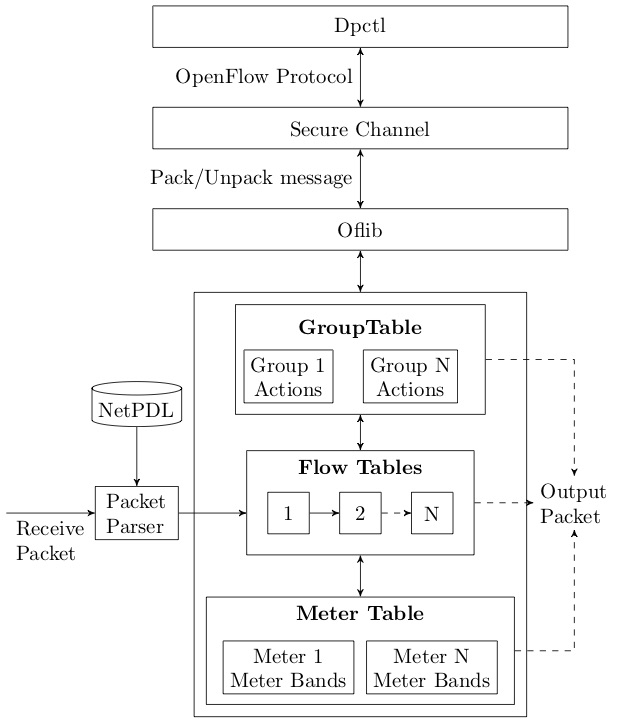 Dpctl
OpenFlow Protocol
Secure Channel
Pack/Unpack message
Oflib
GroupTable
Group 1
Actions
Group N
Actions
NetPDL
Flow Tables
1
2
N
Packet
Parser
Receive
Packet
Output
Packet
Meter Table
Meter 1
Meter Bands
Meter N
Meter Bands